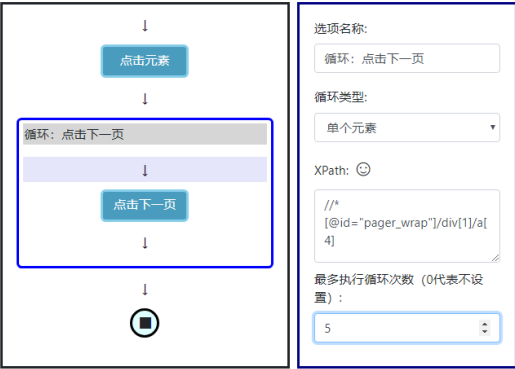 点击元素
循环：点击下一页
点击下一页
选项名称:
循环：点击下一页
循环类型:
单个元素
XPath:
//*
[@id="pager_wrap"]/div[1]/a[
4]
最多执行循环次数（0代表不设
置）:
5